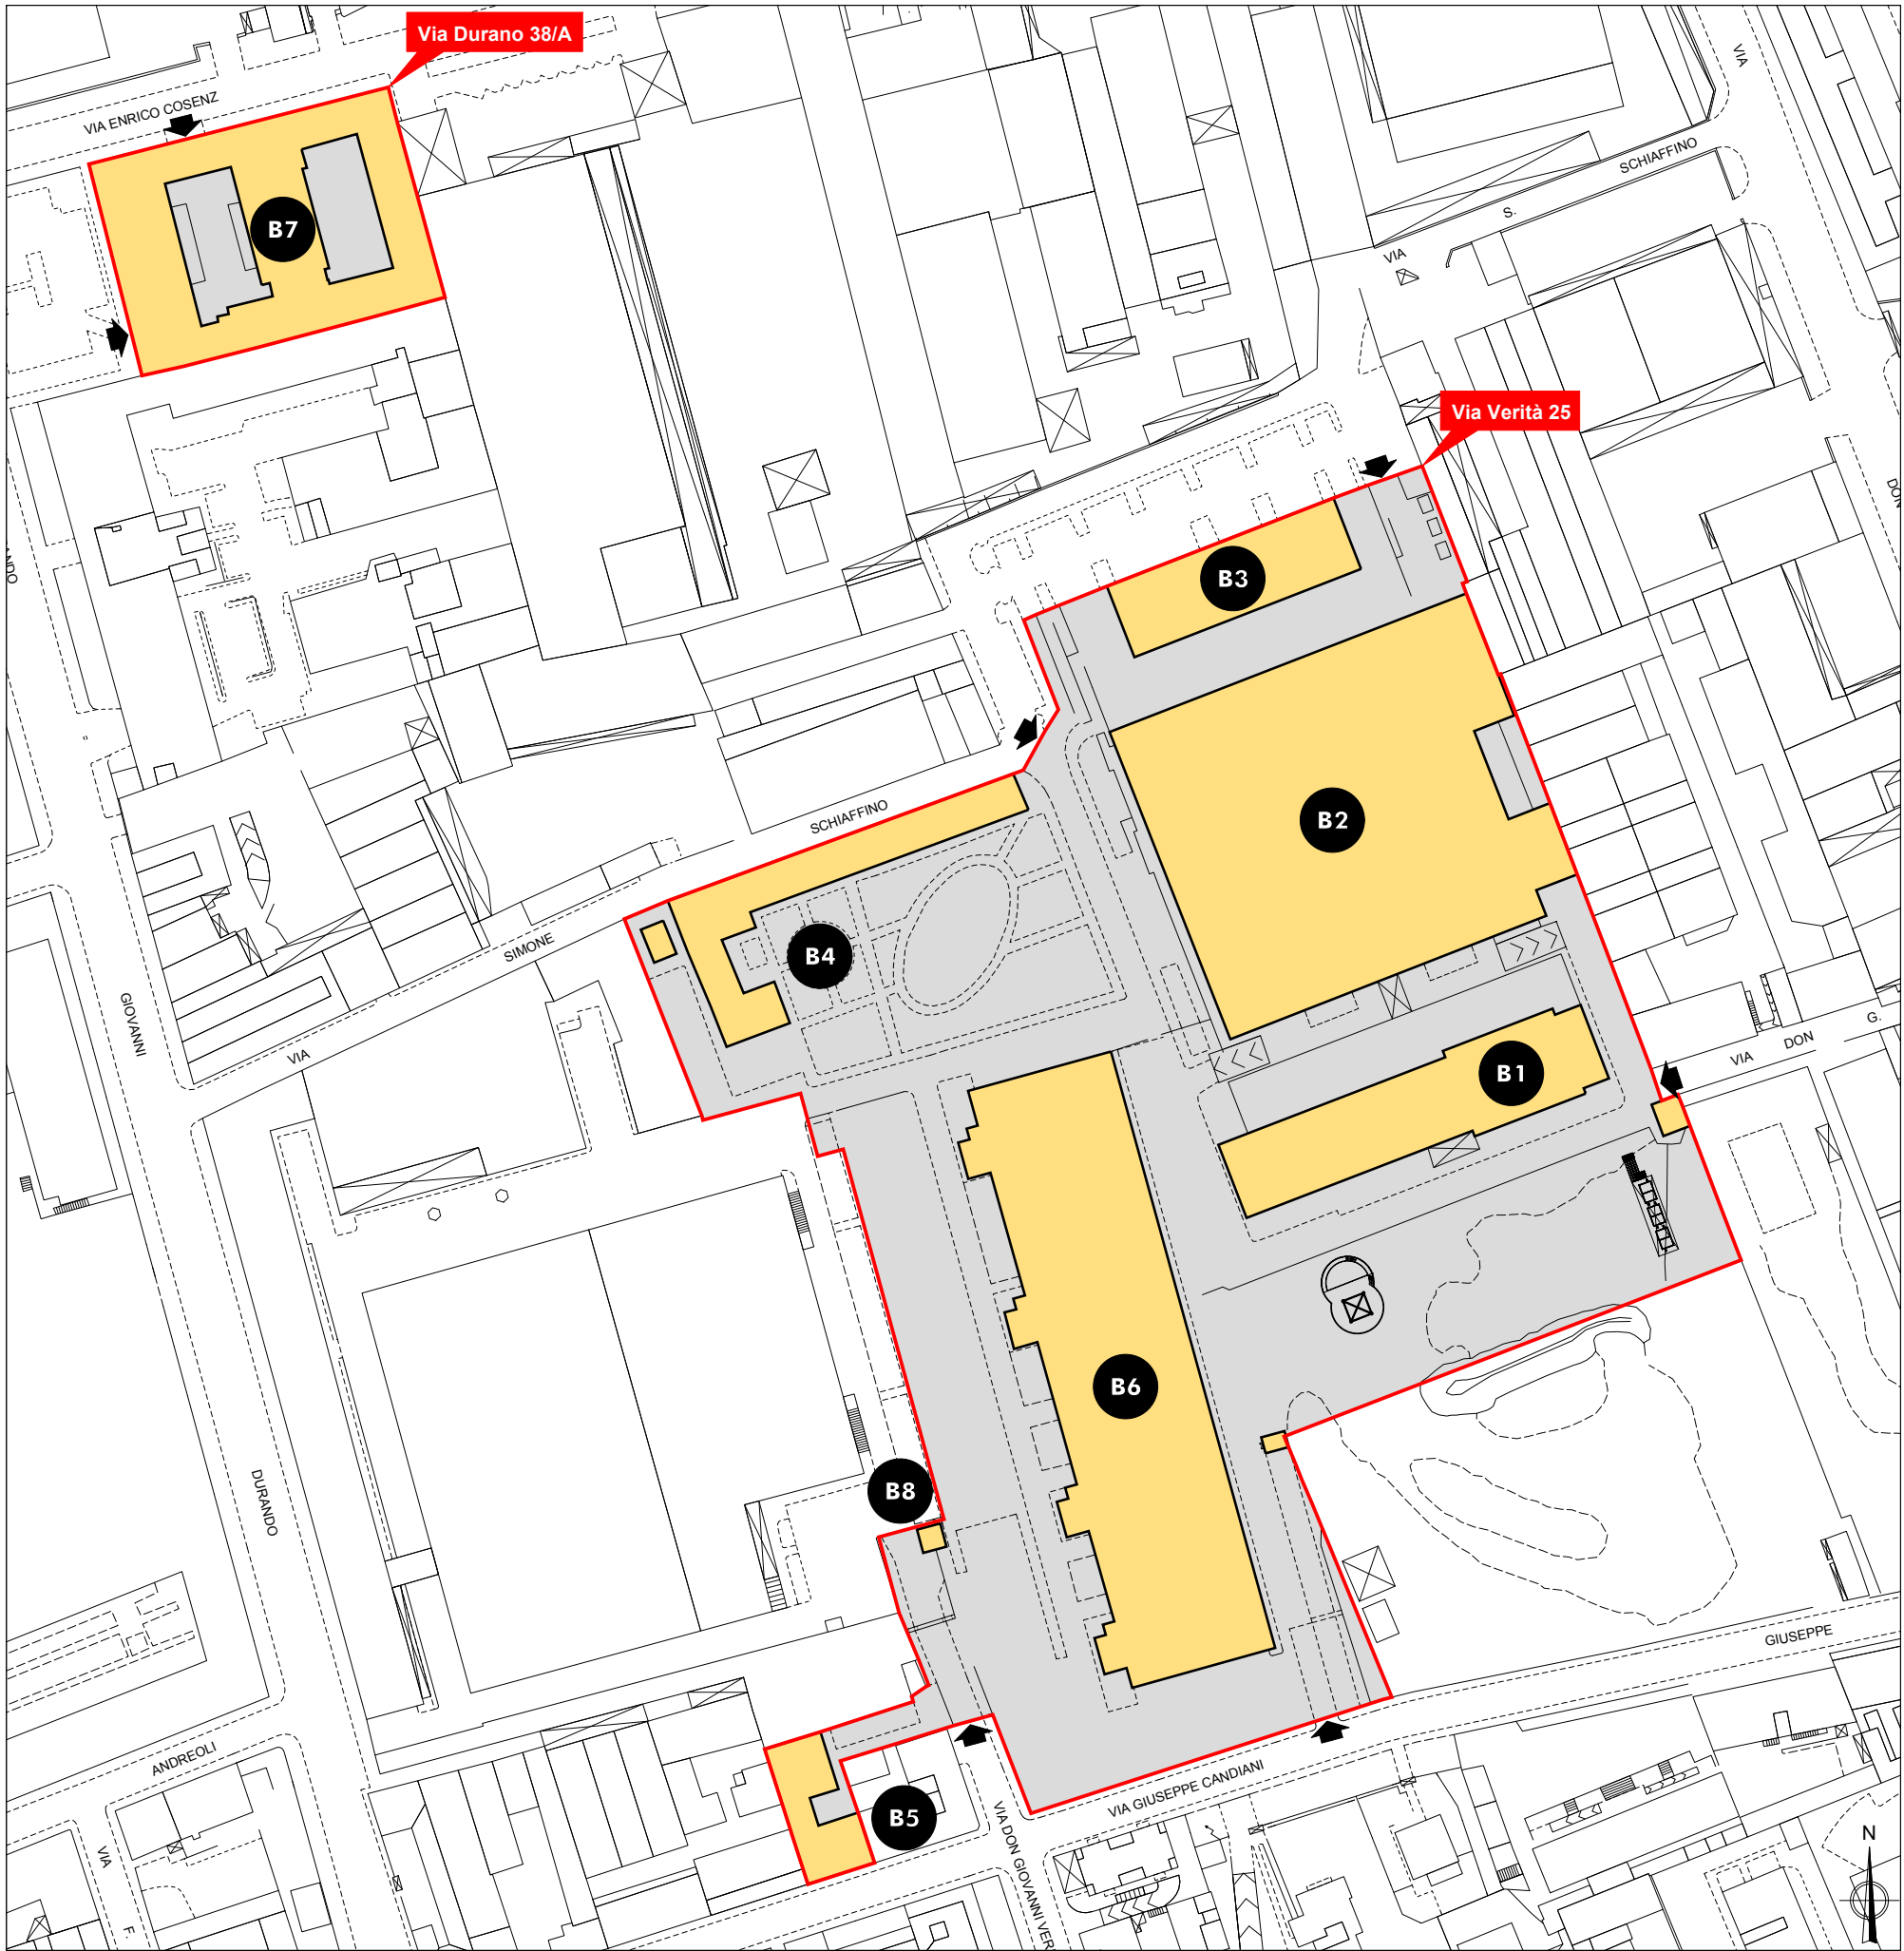 Via Durano 38/A
VIA ENRICO COSENZ
VIA
SCHIAFFINO
S.
VIA
B7
Via Verità 25
B3
B2
SCHIAFFINO
B4
SIMONE
VIA
GIOVANNI
B1
VIA DON G.
B6
B8
DURANDO
GIUSEPPE
ANDREOLI
VIA
F.
VIA GIUSEPPE CANDIANI
B5
VIA DON GIOVANNI VER
N